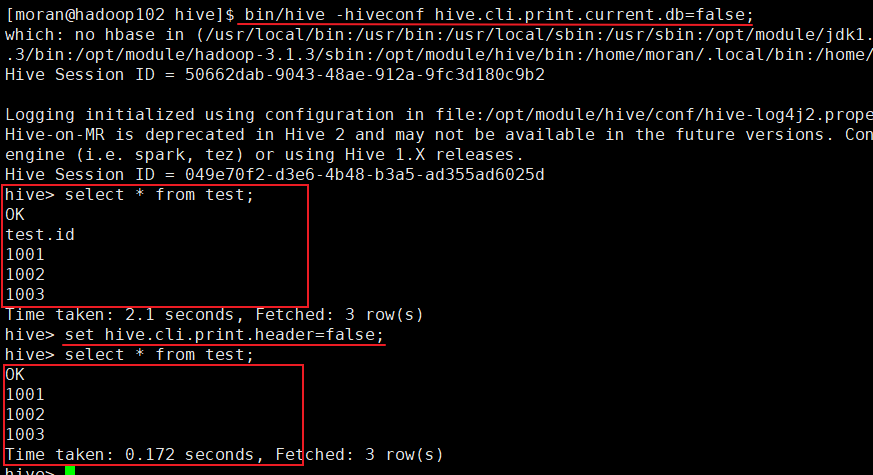 [moran@hadoop102 hive]$ bin/hive -hiveconf hive.cli.print.current.db=false;
which: no hbase in (/usr/local/bin:/usr/bin:/usr/local/sbin:/usr/sbin:/opt/module/jdk1.
.3/bin:/opt/module/hadoop-3.1.3/sbin:/opt/module/hive/bin:/home/moran/.local/bin:/home/
Hive Session ID = 50662dab-9043-48ae-912a-9fc3d180c9b2
Logging initialized using configuration in file:/opt/module/hive/conf/hive-log4j2.prope
Hive-on-MR is deprecated in Hive 2 and may not be available in the future versions. Con
engine (i.e. spark, tez) or using Hive 1.X releases.
Hive Session ID = 049e70f2-d3e6-4b48-b3a5-ad355ad6025d
hive> select * from test;
OK
test.id
1001
1002
1003
Time taken: 2.1 seconds, Fetched: 3 row(s)
hive> set hive.cli.print.header=false;
hive> select * from test;
OK
1001
1002
1003
Time taken: 0.172 seconds, Fetched: 3 row(s)
hive>